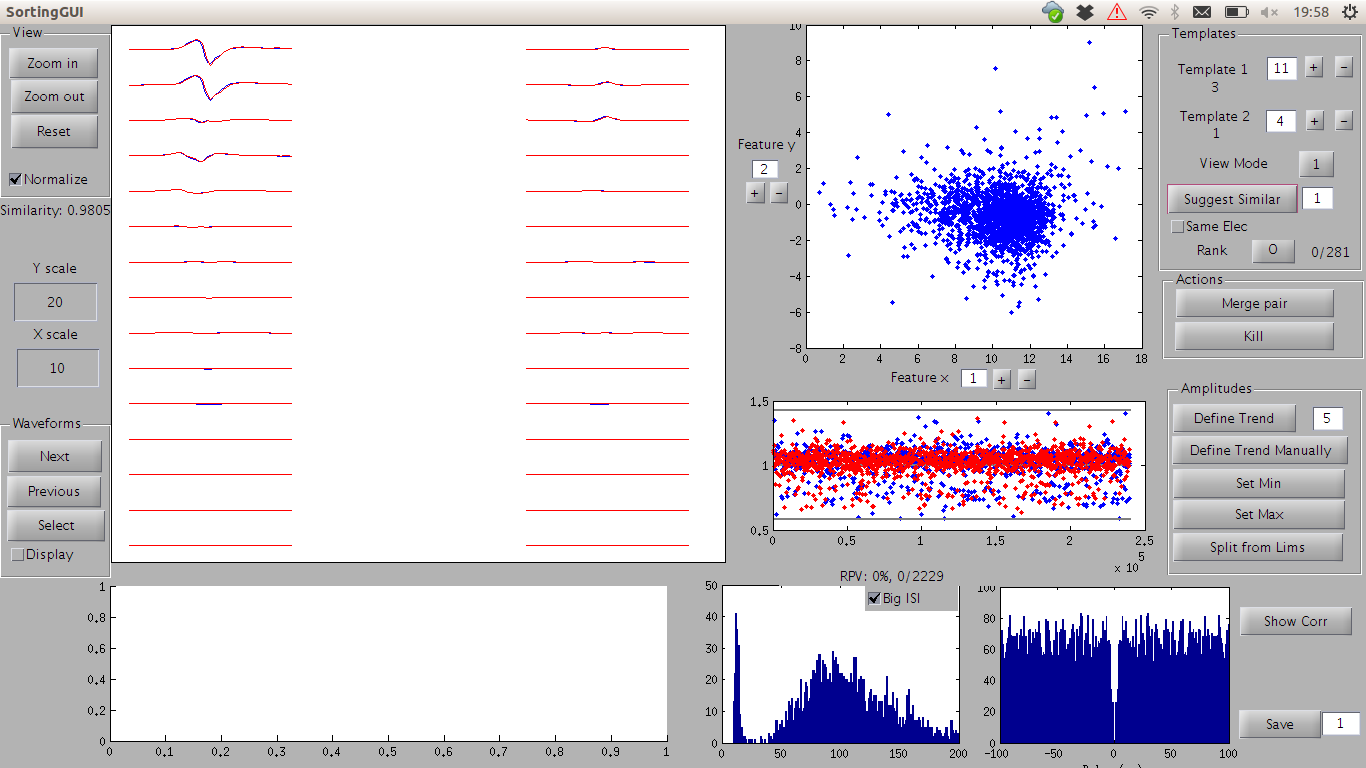 SortingGUI
19:58
View
Zoom in
Zoom out
Reset
Normalize
Similarity: 0.9805
Y scale
20
X scale
10
Waveforms
Next
Previous
Select
Display
Feature y
2
+ −
10
8
6
4
2
0
-2
-4
-6
-8
0 2 4 6 8 10 12 14 16 18
Feature x 1 + −
1.5
1
0.5
0 0.5 1 1.5 2 2.5
x 10^5
Templates
Template 1 11 + −
3
Template 2 4 + −
1
View Mode 1
Suggest Similar 1
Same Elec
Rank O 0/281
Actions
Merge pair
Kill
Amplitudes
Define Trend 5
Define Trend Manually
Set Min
Set Max
Split from Lims
1
0.8
0.6
0.4
0.2
0
0 0.1 0.2 0.3 0.4 0.5 0.6 0.7 0.8 0.9 1
RPV: 0%, 0/2229
Big ISI
50
40
30
20
10
0
0 50 100 150 200
100
80
60
40
20
0
-100 -50 0 50 100
Show Corr
Save 1